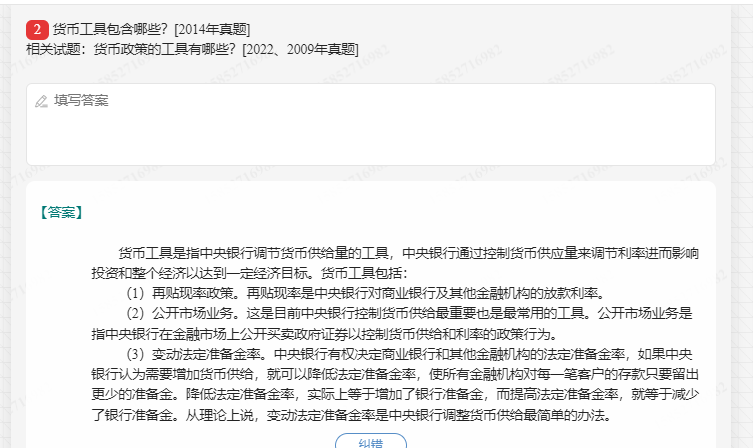 2 货币工具包含哪些？[2014年真题]
相关试题：货币政策的工具有哪些？[2022、2009年真题]
填写答案
【答案】
货币工具是指中央银行调节货币供给量的工具，中央银行通过控制货币供应量来调节利率进而影响
投资和整个经济以达到一定经济目标。货币工具包括：
（1）再贴现率政策。再贴现率是中央银行对商业银行及其他金融机构的放款利率。
（2）公开市场业务。这是目前中央银行控制货币供给最重要也是最常用的工具。公开市场业务是
指中央银行在金融市场上公开买卖政府证券以控制货币供给和利率的政策行为。
（3）变动法定准备金率。中央银行有权决定商业银行和其他金融机构的法定准备金率，如果中央
银行认为需要增加货币供给，就可以降低法定准备金率，使所有金融机构对每一笔客户的存款只要留出
更少的准备金。降低法定准备金率，实际上等于增加了银行准备金，而提高法定准备金率，就等于减少
了银行准备金。从理论上说，变动法定准备金率是中央银行调整货币供给最简单的办法。
纠错